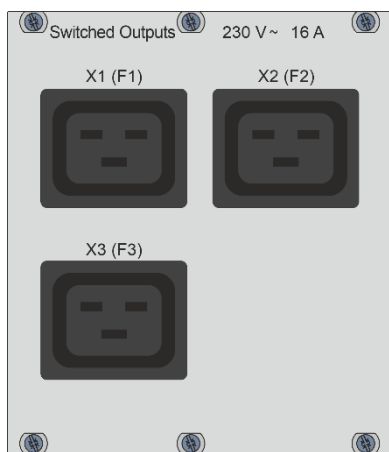 Switched Outputs 230 V~ 16 A
X1 (F1) X2 (F2)
X3 (F3)